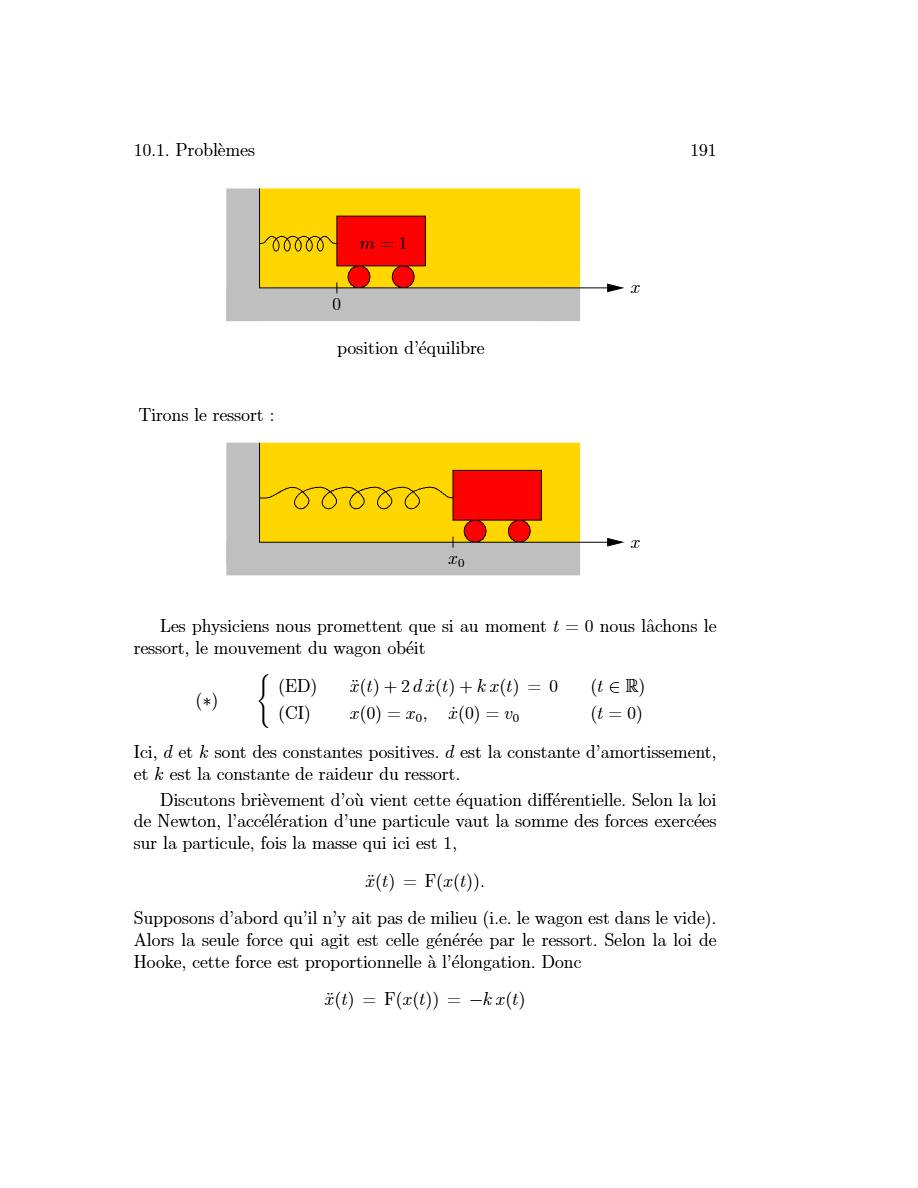 10.1. Problèmes 191
m = 1
x
0
position d'équilibre
Tirons le ressort :
x
x₀
Les physiciens nous promettent que si au moment t = 0 nous lâchons le
ressort, le mouvement du wagon obéit
(∗) { (ED) ẍ(t) + 2 d ẋ(t) + k x(t) = 0 (t ∈ ℝ)
(CI) x(0) = x₀, ẋ(0) = v₀ (t = 0)
Ici, d et k sont des constantes positives. d est la constante d'amortissement,
et k est la constante de raideur du ressort.
Discutons brièvement d'où vient cette équation différentielle. Selon la loi
de Newton, l'accélération d'une particule vaut la somme des forces exercées
sur la particule, fois la masse qui ici est 1,
ẍ(t) = F(x(t)).
Supposons d'abord qu'il n'y ait pas de milieu (i.e. le wagon est dans le vide).
Alors la seule force qui agit est celle générée par le ressort. Selon la loi de
Hooke, cette force est proportionnelle à l'élongation. Donc
ẍ(t) = F(x(t)) = −k x(t)